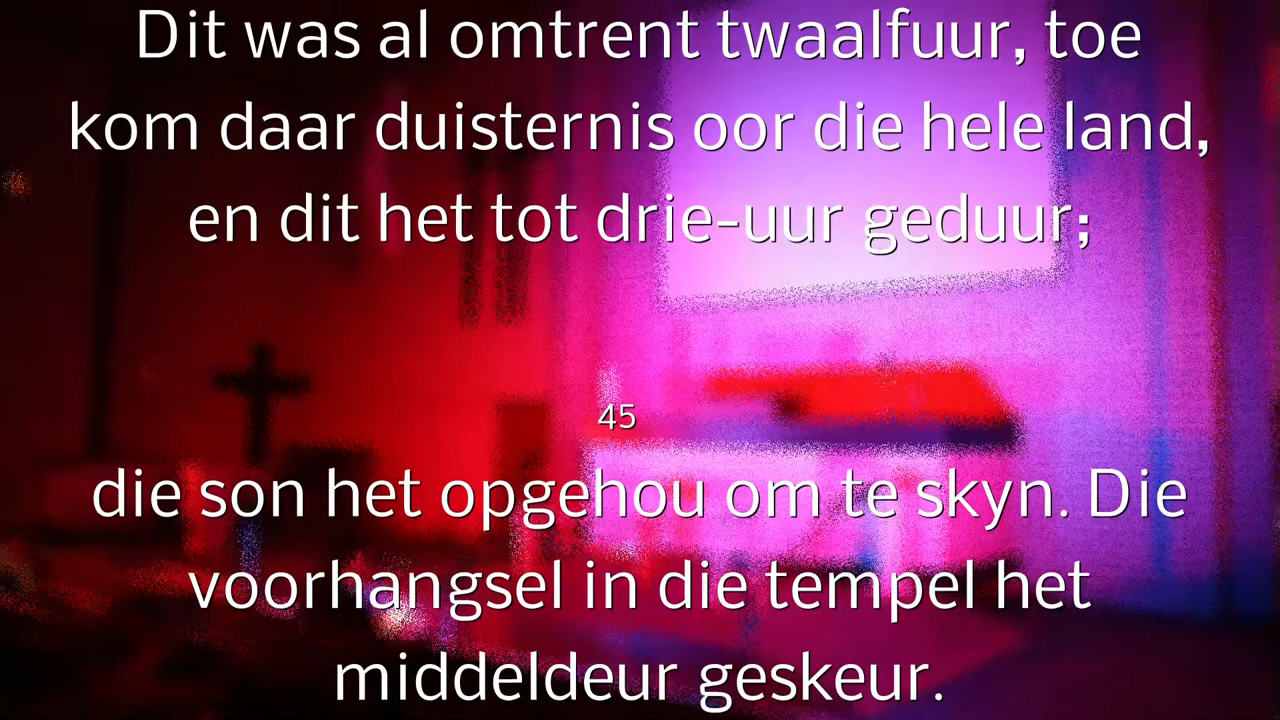 Dit was al omtrent twaalfuur, toe
kom daar duisternis oor die hele land,
en dit het tot drie-uur geduur;
45
die son het opgehou om te skyn. Die
voorhangsel in die tempel het
middeldeur geskeur.